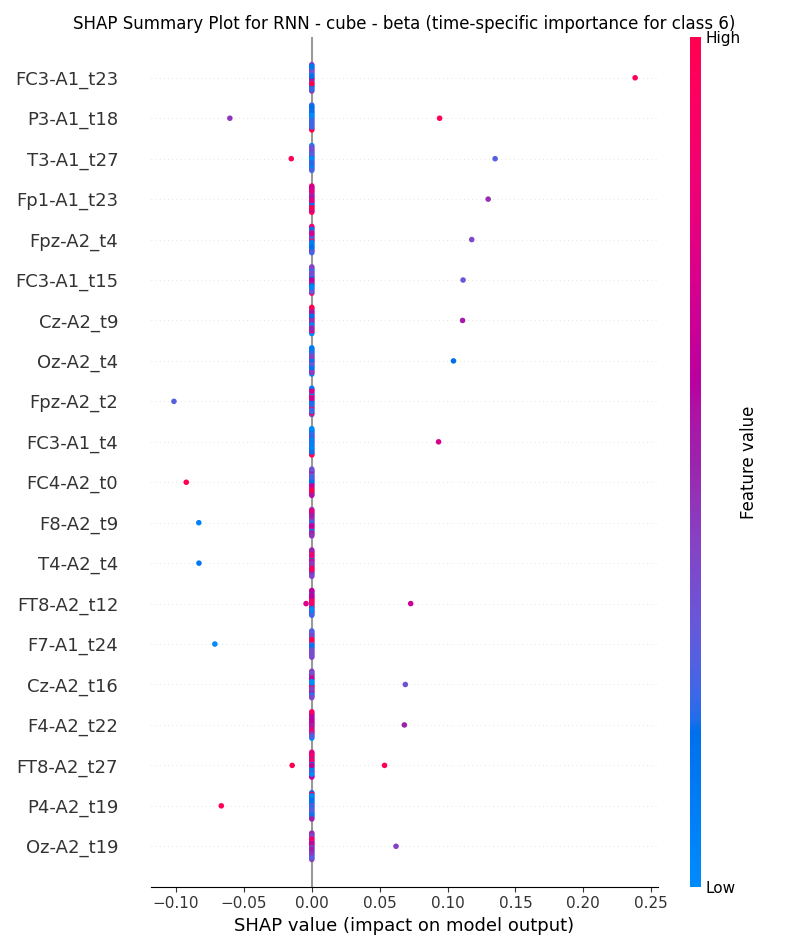 SHAP Summary Plot for RNN - cube - beta (time-specific importance for class 6)
High
FC3-A1_t23
P3-A1_t18
T3-A1_t27
Fp1-A1_t23
Fpz-A2_t4
FC3-A1_t15
Cz-A2_t9
Oz-A2_t4
Fpz-A2_t2
FC3-A1_t4
FC4-A2_t0
F8-A2_t9
T4-A2_t4
FT8-A2_t12
F7-A1_t24
Cz-A2_t16
F4-A2_t22
FT8-A2_t27
P4-A2_t19
Oz-A2_t19
Feature value
Low
−0.10 −0.05 0.00 0.05 0.10 0.15 0.20 0.25
SHAP value (impact on model output)